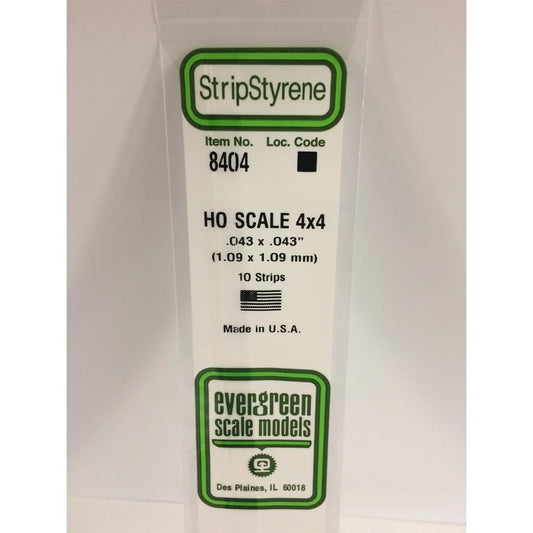 StripStyrene
Item No. Loc. Code
8404
HO SCALE 4x4
.043 x .043"
(1.09 x 1.09 mm)
10 Strips
Made in U.S.A.
evergreen
scale models
Des Plaines, IL 60018